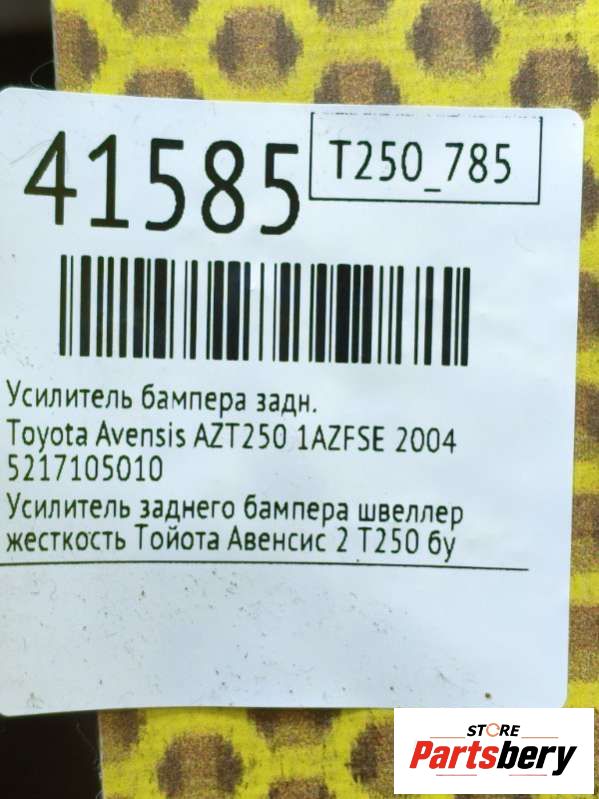 41585
T250_785
Усилитель бампера задн.
Toyota Avensis AZT250 1AZFSE 2004
5217105010
Усилитель заднего бампера швеллер
жесткость Тойота Авенсис 2 Т250 бу
STORE
Partsbery